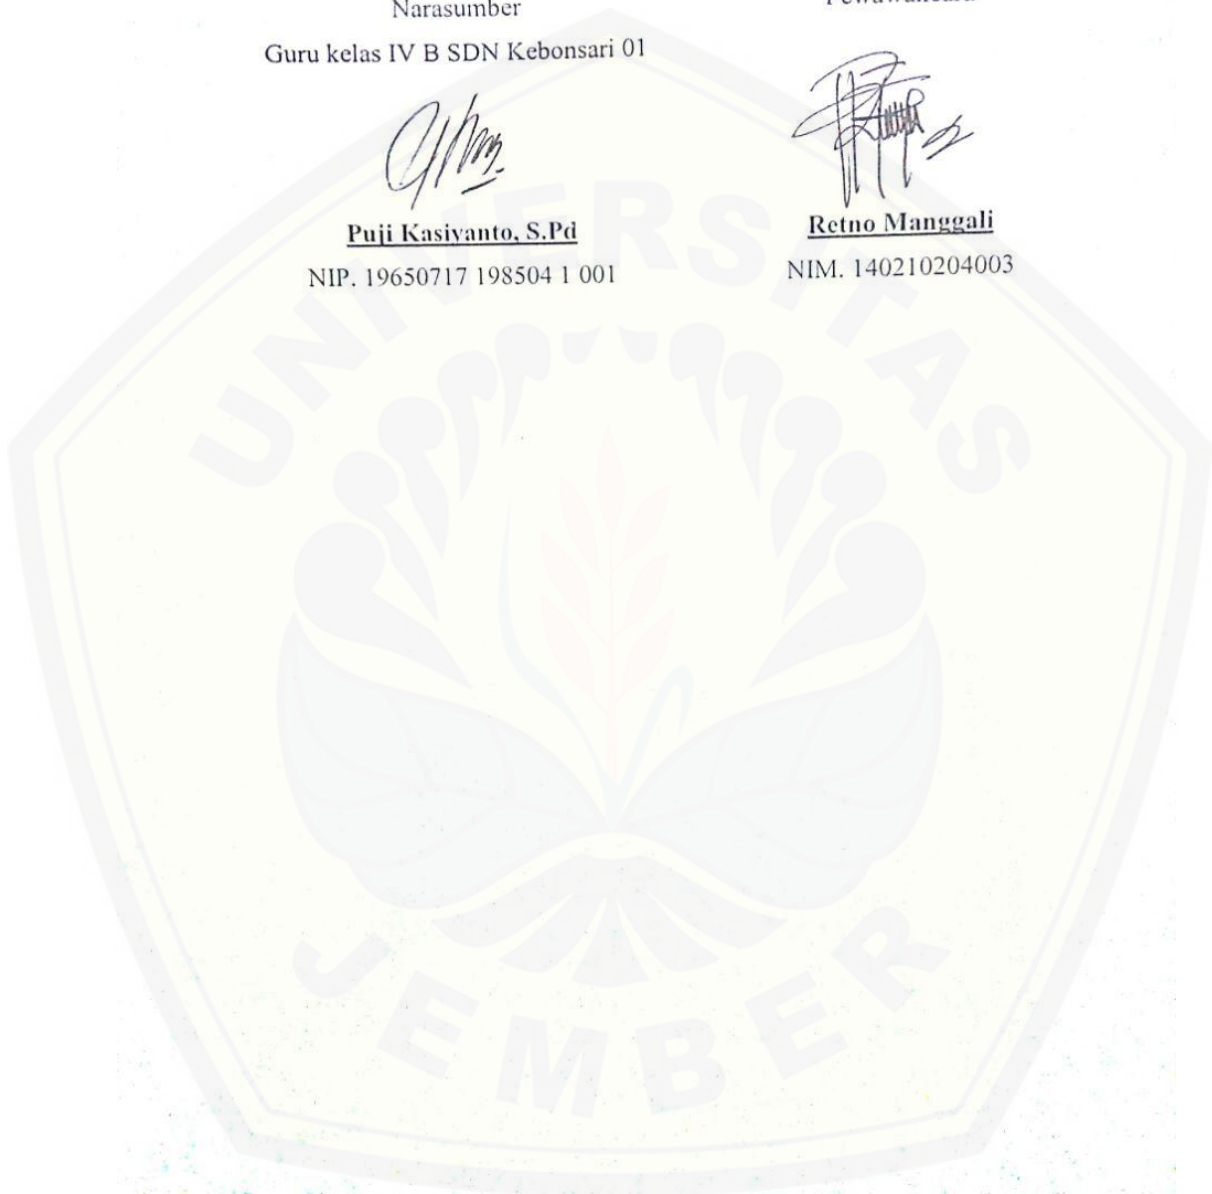 Narasumber
Guru kelas IV B SDN Kebonsari 01
Puji Kasiyanto, S.Pd
NIP. 19650717 198504 1 001
Pewawancara
Retno Manggali
NIM. 140210204003
UNIVERSITAS
JEMBER